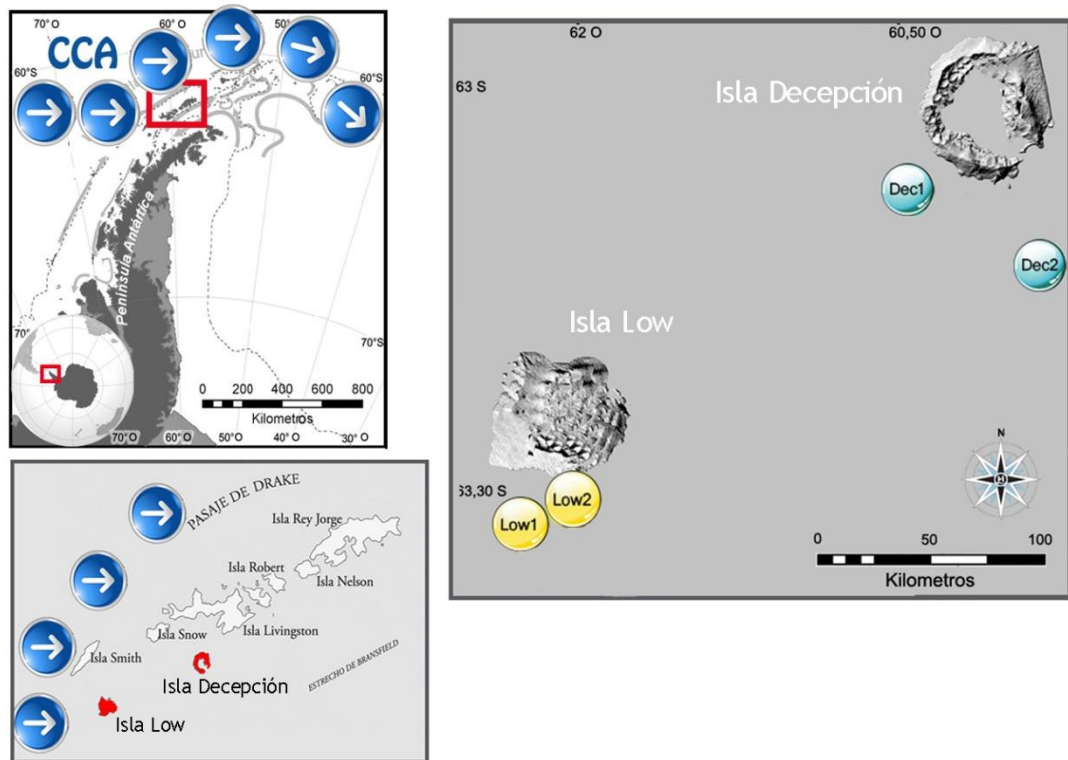 70° O
60° O
50° O
CCA
60°S
60°S
Península Antártica
70°
70°S
0 200 400 600 800
Kilometros
70°O
60° O
50°O
40° O
30° O
PASAJE DE DRAKE
Isla Rey Jorge
Isla Robert
Isla Nelson
Isla Snow
Isla Livingston
Isla Smith
ESTRECHO DE BRANSFIELD
Isla Decepción
Isla Low
62 O
60,50 O
63 S
Isla Decepción
Dec1
Dec2
Isla Low
63,30 S
Low2
Low1
N
0 50 100
Kilometros